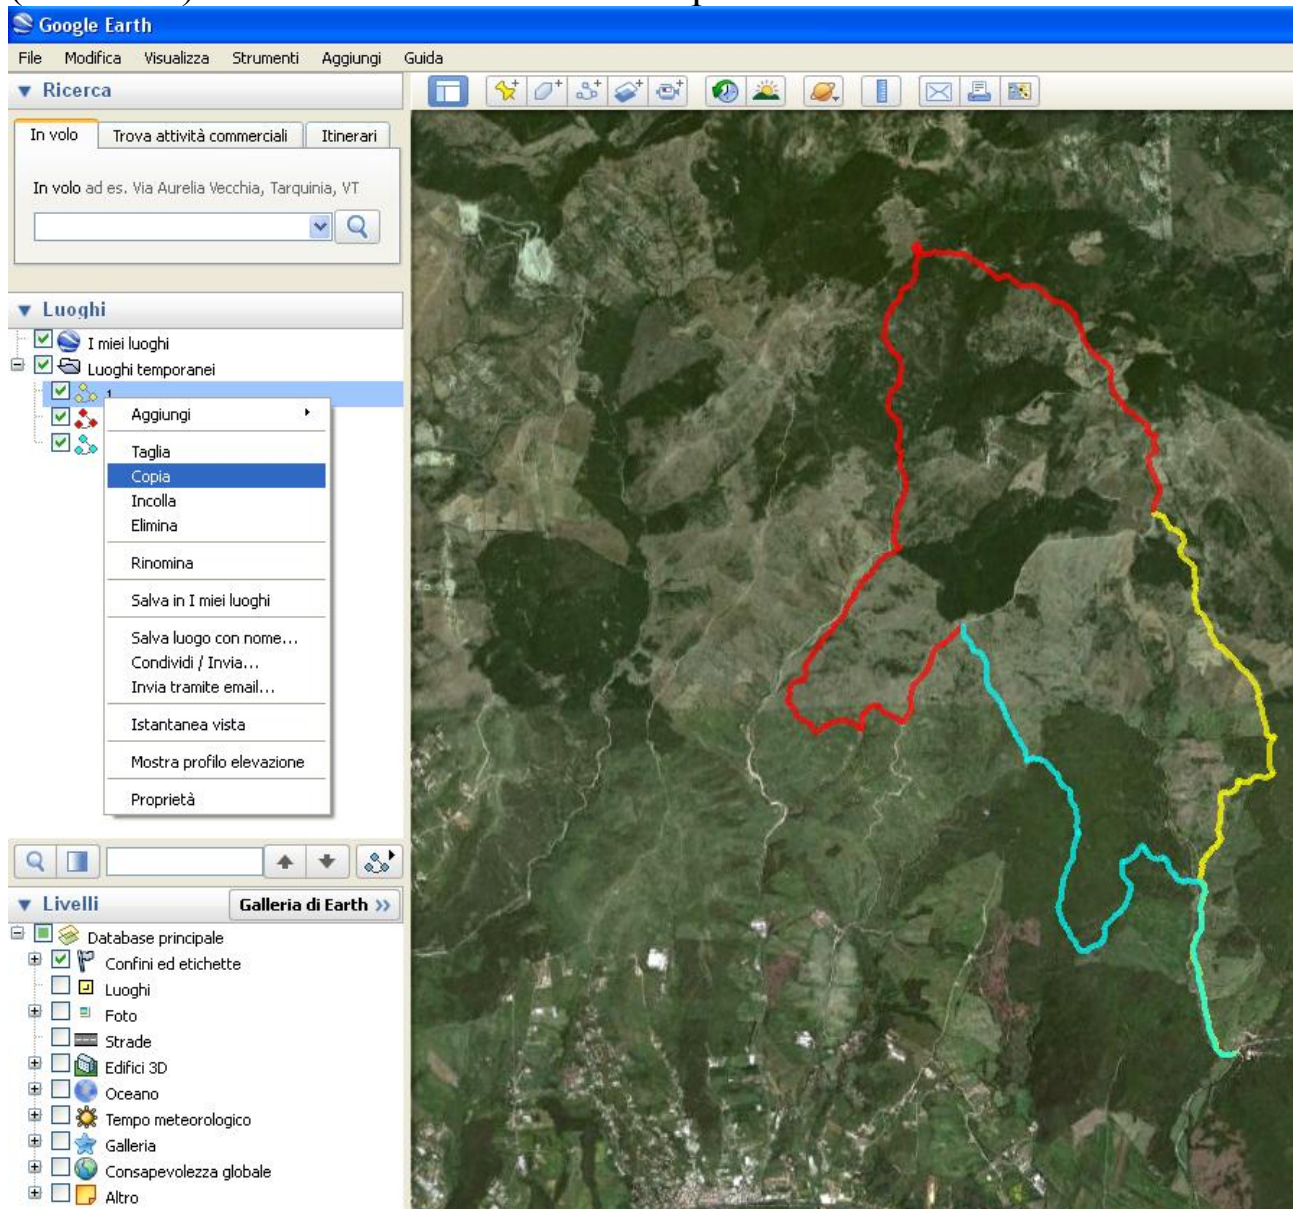 Google Earth
File Modifica Visualizza Strumenti Aggiungi Guida
Ricerca
In volo Trova attività commerciali Itinerari
In volo ad es. Via Aurelia Vecchia, Tarquinia, VT
Luoghi
I miei luoghi
Luoghi temporanei
1
Aggiungi
Taglia
Copia
Incolla
Elimina
Rinomina
Salva in I miei luoghi
Salva luogo con nome...
Condividi / Invia...
Invia tramite email...
Istantanea vista
Mostra profilo elevazione
Proprietà
Livelli Galleria di Earth >>
Database principale
Confini ed etichette
Luoghi
Foto
Strade
Edifici 3D
Oceano
Tempo meteorologico
Galleria
Consapevolezza globale
Altro